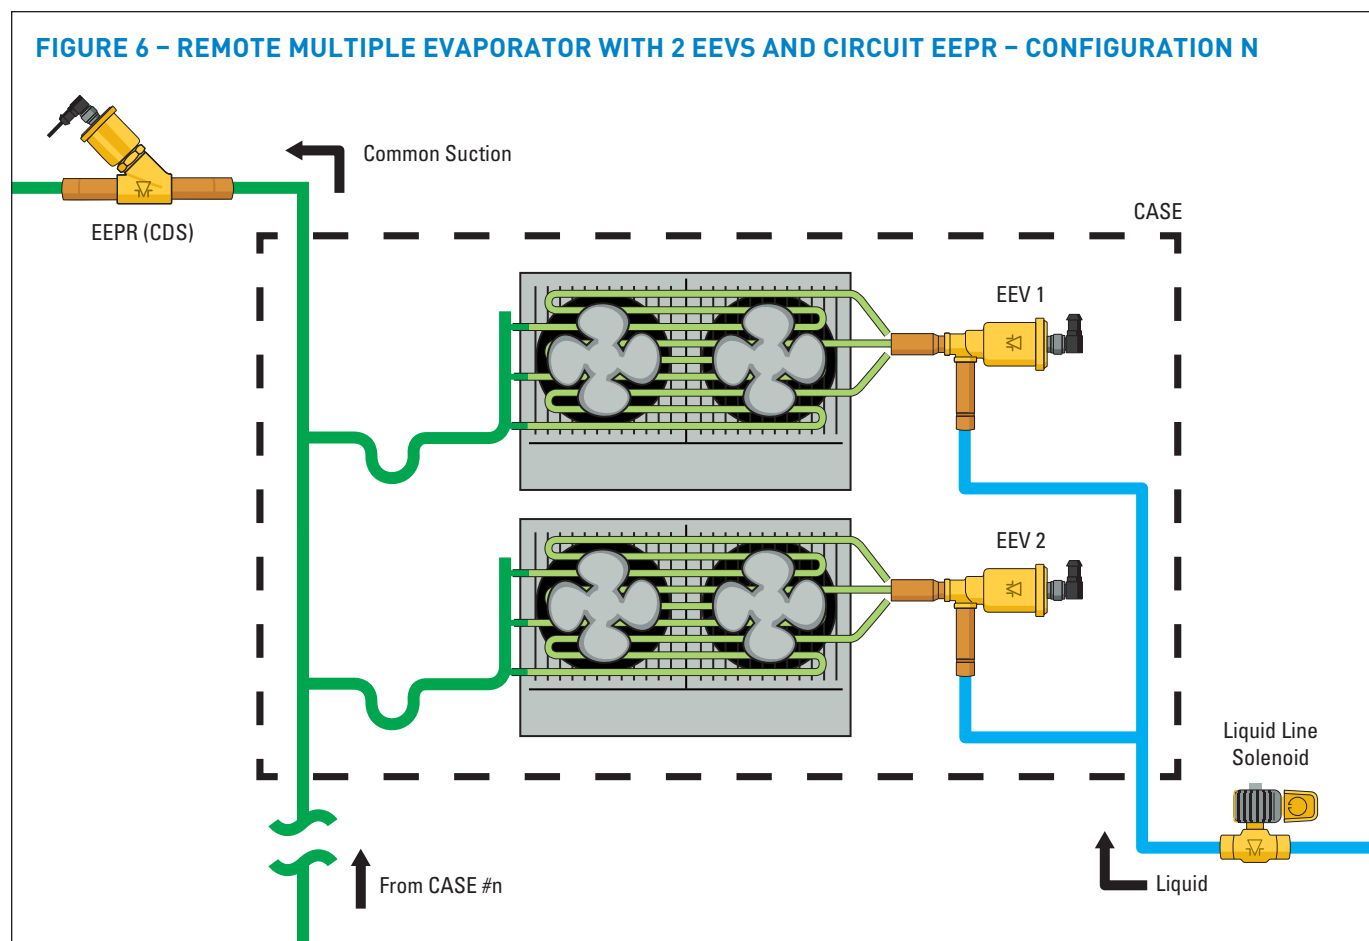 FIGURE 6 – REMOTE MULTIPLE EVAPORATOR WITH 2 EEVS AND CIRCUIT EEPR – CONFIGURATION N
Common Suction
EEPR (CDS)
CASE
EEV 1
EEV 2
Liquid Line
Solenoid
From CASE #n
Liquid